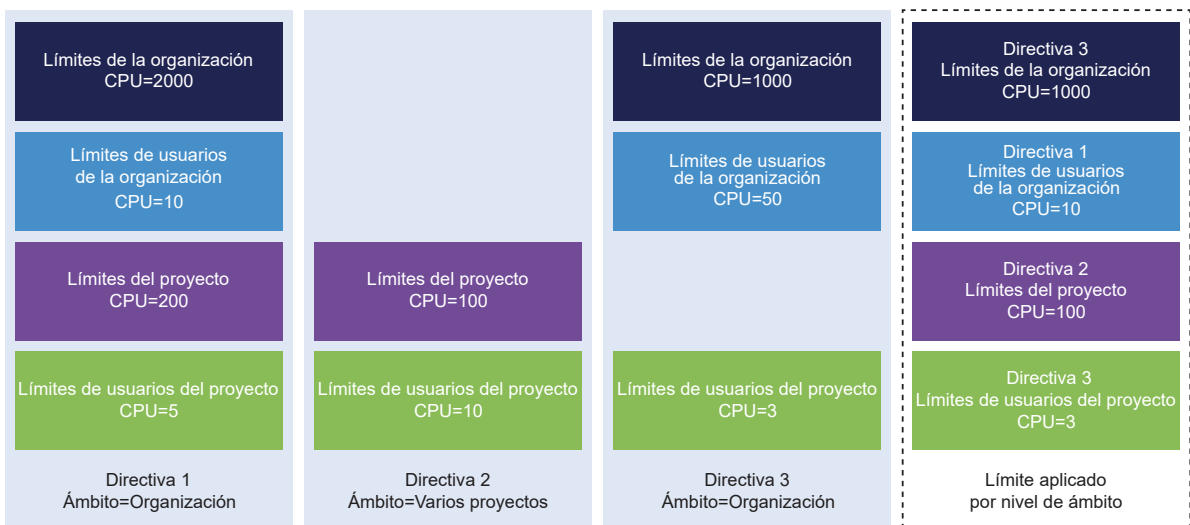 Límites de la organización
CPU=2000
Límites de usuarios
de la organización
CPU=10
Límites del proyecto
CPU=200
Límites de usuarios del proyecto
CPU=5
Directiva 1
Ámbito=Organización
Límites del proyecto
CPU=100
Límites de usuarios del proyecto
CPU=10
Directiva 2
Ámbito=Varios proyectos
Límites de la organización
CPU=1000
Límites de usuarios
de la organización
CPU=50
Límites de usuarios del proyecto
CPU=3
Directiva 3
Ámbito=Organización
Directiva 3
Límites de la organización
CPU=1000
Directiva 1
Límites de usuarios
de la organización
CPU=10
Directiva 2
Límites del proyecto
CPU=100
Directiva 3
Límites de usuarios del proyecto
CPU=3
Límite aplicado
por nivel de ámbito